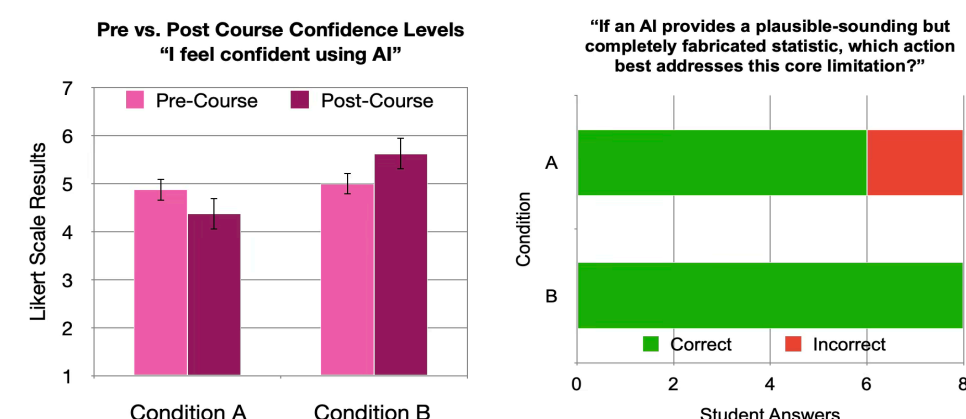 Pre vs. Post Course Confidence Levels
“I feel confident using AI”
7
Pre-Course
Post-Course
6
5
4
3
2
1
Likert Scale Results
Condition A
Condition B
“If an AI provides a plausible-sounding but
completely fabricated statistic, which action
best addresses this core limitation?”
A
B
Condition
Correct
Incorrect
0
2
4
6
8
Student Answers